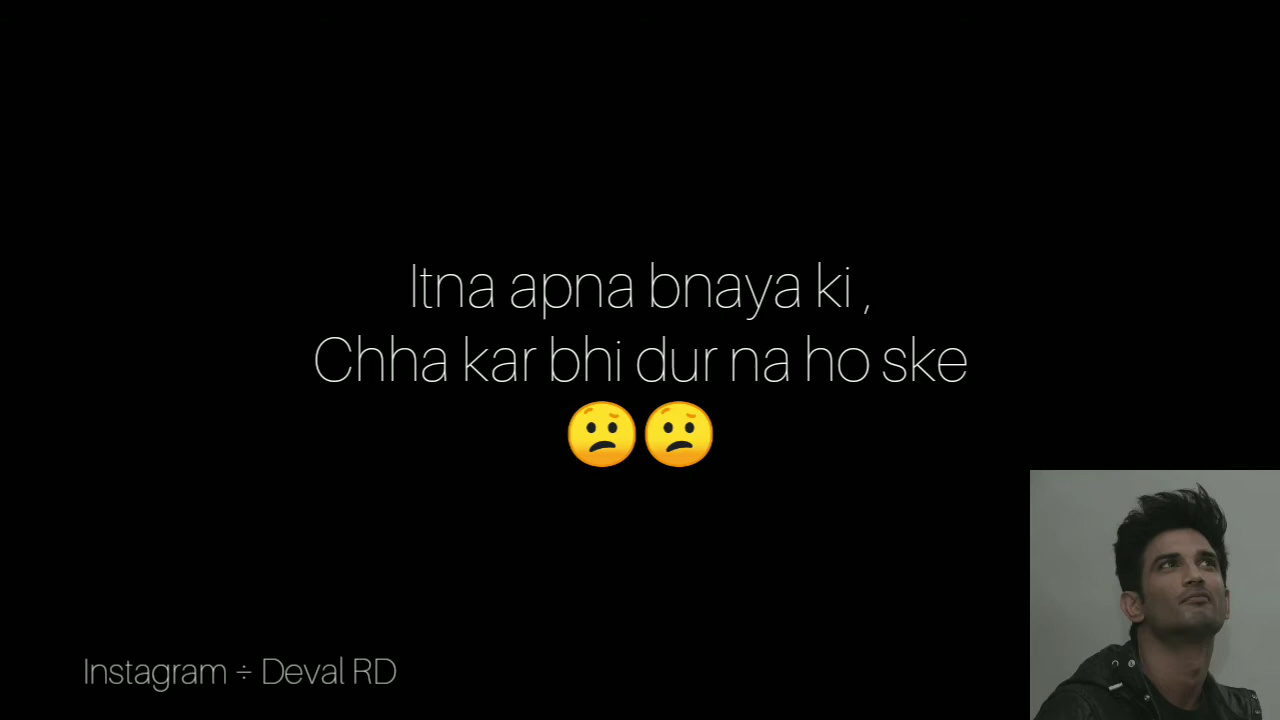 Itna apna bnaya ki ,
Chha kar bhi dur na ho ske
😕😕
Instagram ÷ Deval RD